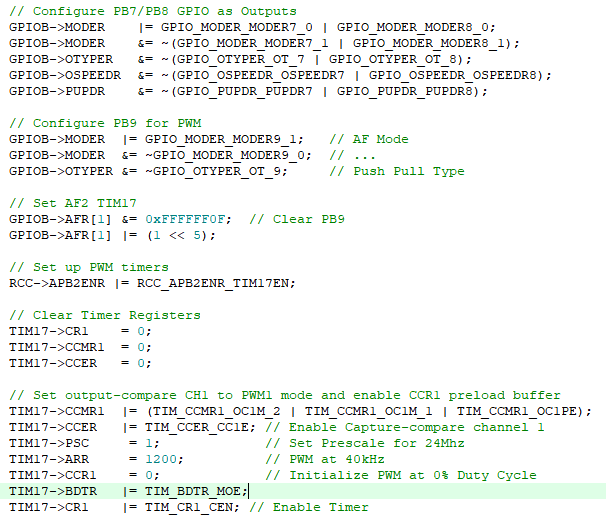 // Configure PB7/PB8 GPIO as Outputs
GPIOB->MODER   |= GPIO_MODER_MODER7_0 | GPIO_MODER_MODER8_0;
GPIOB->MODER   &= ~(GPIO_MODER_MODER7_1 | GPIO_MODER_MODER8_1);
GPIOB->OTYPER  &= ~(GPIO_OTYPER_OT_7 | GPIO_OTYPER_OT_8);
GPIOB->OSPEEDR &= ~(GPIO_OSPEEDR_OSPEEDR7 | GPIO_OSPEEDR_OSPEEDR8);
GPIOB->PUPDR   &= ~(GPIO_PUPDR_PUPDR7 | GPIO_PUPDR_PUPDR8);

// Configure PB9 for PWM
GPIOB->MODER  |= GPIO_MODER_MODER9_1;   // AF Mode
GPIOB->MODER  &= ~GPIO_MODER_MODER9_0;  // ...
GPIOB->OTYPER &= ~GPIO_OTYPER_OT_9;     // Push Pull Type

// Set AF2 TIM17
GPIOB->AFR[1] &= 0xFFFFFF0F;  // Clear PB9
GPIOB->AFR[1] |= (1 << 5);

// Set up PWM timers
RCC->APB2ENR |= RCC_APB2ENR_TIM17EN;

// Clear Timer Registers
TIM17->CR1    = 0;
TIM17->CCMR1  = 0;
TIM17->CCER   = 0;

// Set output-compare CH1 to PWM1 mode and enable CCR1 preload buffer
TIM17->CCMR1  |= (TIM_CCMR1_OC1M_2 | TIM_CCMR1_OC1M_1 | TIM_CCMR1_OC1PE);
TIM17->CCER   |= TIM_CCER_CC1E; // Enable Capture-compare channel 1
TIM17->PSC     = 1;             // Set Prescale for 24Mhz
TIM17->ARR     = 1200;          // PWM at 40kHz
TIM17->CCR1    = 0;             // Initialize PWM at 0% Duty Cycle
TIM17->BDTR   |= TIM_BDTR_MOE;
TIM17->CR1    |= TIM_CR1_CEN; // Enable Timer